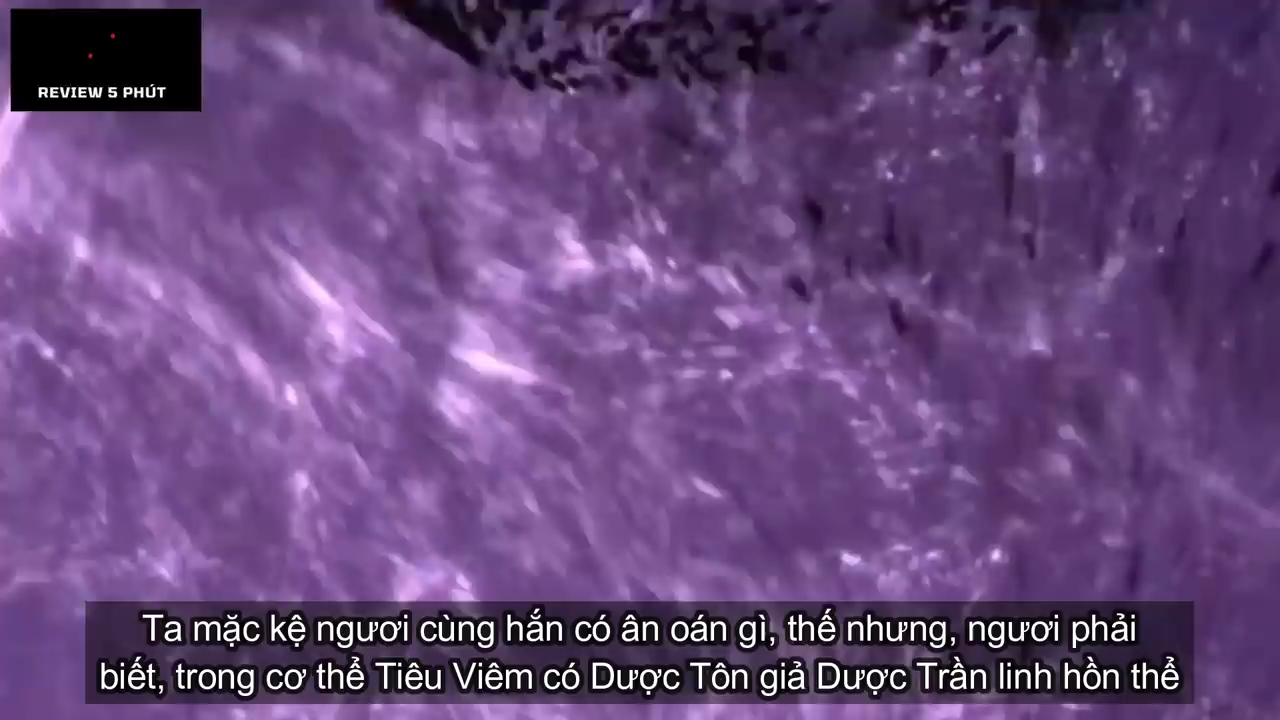 REVIEW 5 PHÚT
Ta mặc kệ ngươi cùng hắn có ân oán gì, thế nhưng, ngươi phải
biết, trong cơ thể Tiêu Viêm có Dược Tôn giả Dược Trần linh hồn thể